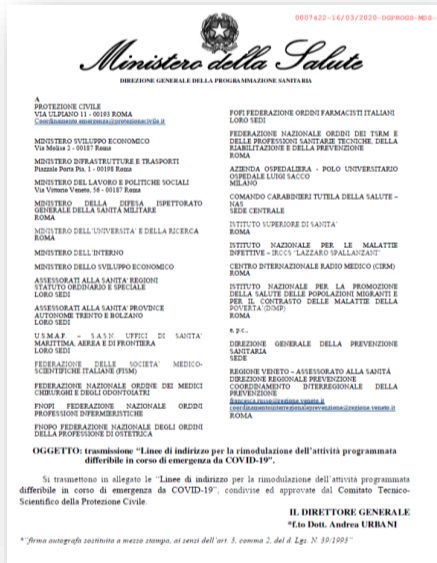 0007422-16/03/2020-DGPROGS-MDS-
Ministero della Salute
DIREZIONE GENERALE DELLA PROGRAMMAZIONE SANITARIA
A
PROTEZIONE CIVILE
VIA ULPIANO 11 - 00193 ROMA
Coordinamento.emergenza@protezionecivile.it
MINISTERO SVILUPPO ECONOMICO
Via Molise 2 - 00187 Roma
MINISTERO INFRASTRUTTURE E TRASPORTI
Piazzale Porta Pia, 1 - 00198 Roma
MINISTERO DEL LAVORO E POLITICHE SOCIALI
Via Vittorio Veneto, 56 - 00187 Roma
MINISTERO DELLA DIFESA ISPETTORATO
GENERALE DELLA SANITÀ MILITARE
ROMA
MINISTERO DELL'UNIVERSITA' E DELLA RICERCA
ROMA
MINISTERO DELL'INTERNO
MINISTERO DELLO SVILUPPO ECONOMICO
ASSESSORATI ALLA SANITA' REGIONI
STATUTO ORDINARIO E SPECIALE
LORO SEDI
ASSESSORATI ALLA SANITA' PROVINCE
AUTONOME TRENTO E BOLZANO
LORO SEDI
U.S.M.A.F. - S.A.S.N. UFFICI DI SANITA'
MARITTIMA, AEREA E DI FRONTIERA
LORO SEDI
FEDERAZIONE DELLE SOCIETA' MEDICO-
SCIENTIFICHE ITALIANE (FISM)
FEDERAZIONE NAZIONALE ORDINE DEI MEDICI
CHIRURGHI E DEGLI ODONTOIATRI
FNOPI FEDERAZIONE NAZIONALE ORDINI
PROFESSIONI INFERMIERISTICHE
FNOPO FEDERAZIONE NAZIONALE DEGLI ORDINI
DELLA PROFESSIONE DI OSTETRICA
FOFI FEDERAZIONE ORDINI FARMACISTI ITALIANI
LORO SEDI
FEDERAZIONE NAZIONALE ORDINI DEI TSRM E
DELLE PROFESSIONI SANITARIE TECNICHE, DELLA
RIABILITAZIONE E DELLA PREVENZIONE
ROMA
AZIENDA OSPEDALIERA - POLO UNIVERSITARIO
OSPEDALE LUIGI SACCO
MILANO
COMANDO CARABINIERI TUTELA DELLA SALUTE –
NAS
SEDE CENTRALE
ISTITUTO SUPERIORE DI SANITA'
ROMA
ISTITUTO NAZIONALE PER LE MALATTIE
INFETTIVE – IRCCS "LAZZARO SPALLANZANI"
CENTRO INTERNAZIONALE RADIO MEDICO (CIRM)
ROMA
ISTITUTO NAZIONALE PER LA PROMOZIONE
DELLA SALUTE DELLE POPOLAZIONI MIGRANTI E
PER IL CONTRASTO DELLE MALATTIE DELLA
POVERTA'(INMP)
ROMA
e, p.c.,
DIREZIONE GENERALE DELLA PREVENZIONE
SANITARIA
SEDE
REGIONE VENETO – ASSESSORATO ALLA SANITÀ
DIREZIONE REGIONALE PREVENZIONE
COORDINAMENTO INTERREGIONALE DELLA
PREVENZIONE
francesca.russo@regione.veneto.it
coordinamentointerregionaleprevenzione@regione.veneto.it
ROMA
OGGETTO: trasmissione "Linee di indirizzo per la rimodulazione dell'attività programmata
differibile in corso di emergenza da COVID-19".
Si trasmettono in allegato le "Linee di indirizzo per la rimodulazione dell'attività programmata
differibile in corso di emergenza da COVID-19", condivise ed approvate dal Comitato Tecnico-
Scientifico della Protezione Civile.
IL DIRETTORE GENERALE
*f.to Dott. Andrea URBANI
*"firma autografa sostituita a mezzo stampa, ai sensi dell'art. 3, comma 2, del d. Lgs. N. 39/1993"